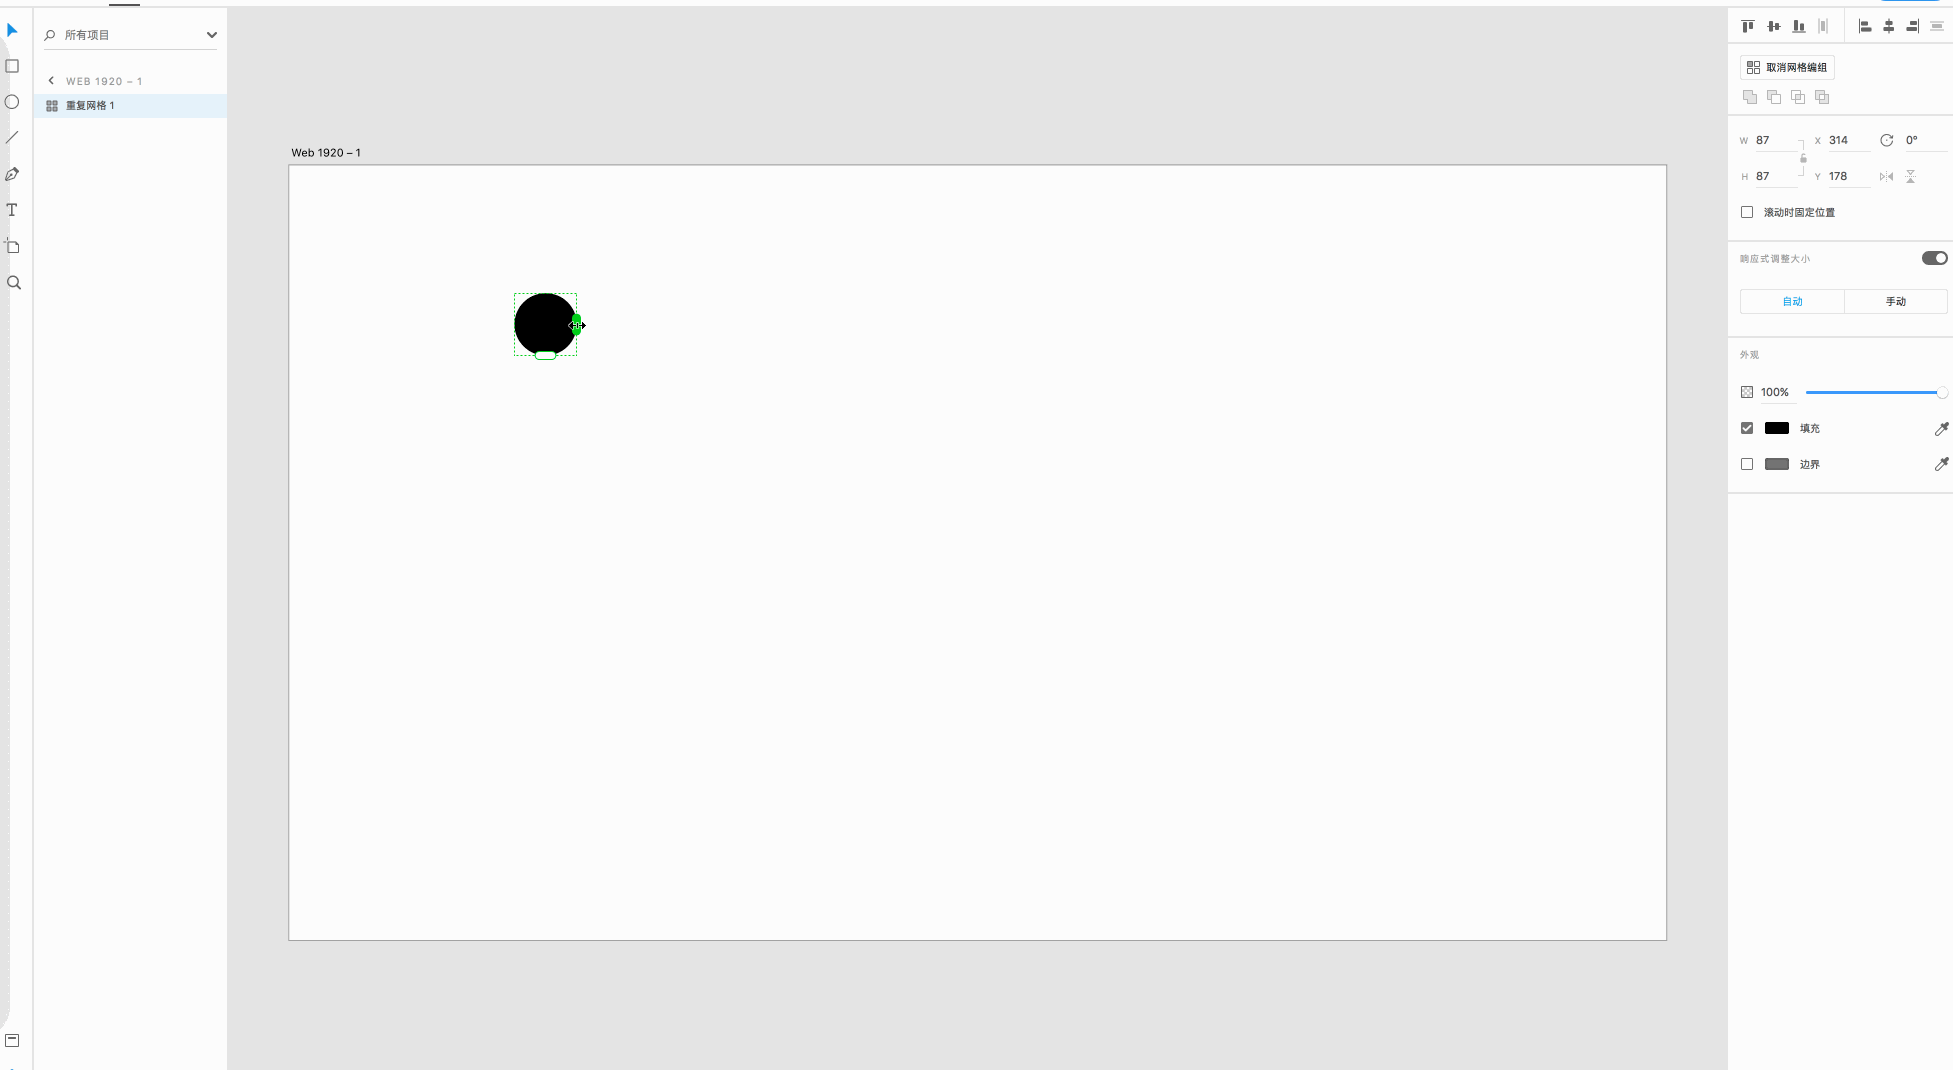 所有项目
WEB 1920 – 1
重复网格 1
Web 1920 – 1
取消网格编组
W 87 X 314 0°
H 87 Y 178
滚动时固定位置
响应式调整大小
自动 手动
外观
100%
填充
边界